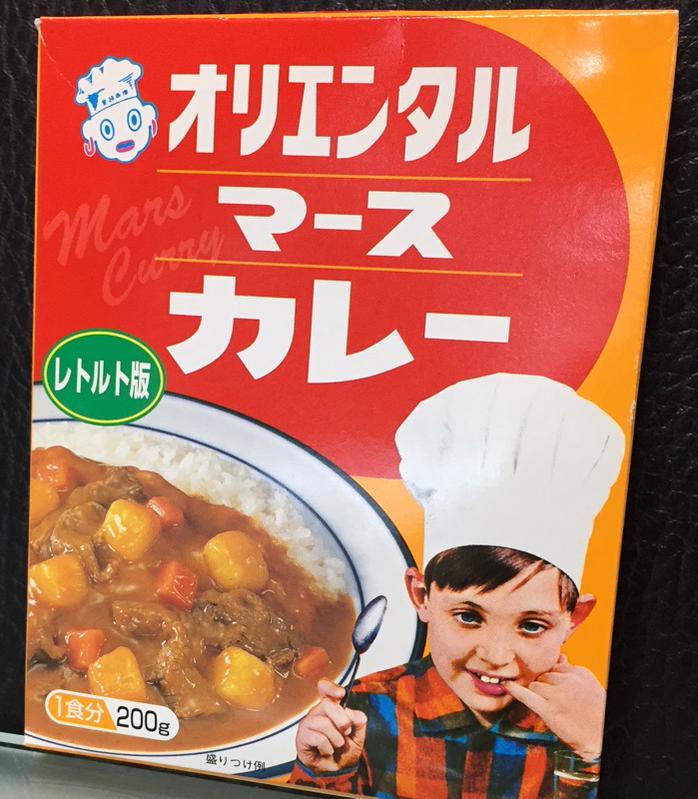 オリエンタル
マース
Mars
Curry
カレー
レトルト版
1食分 200g
盛りつけ例